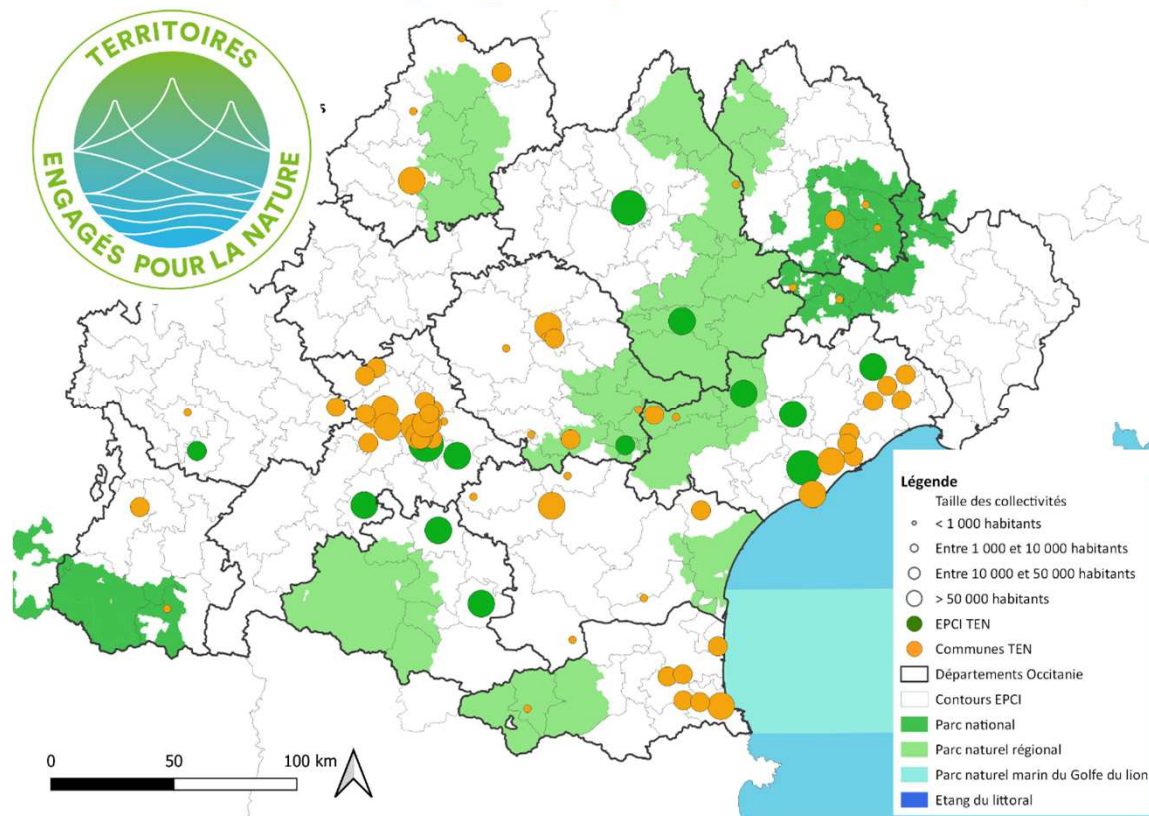 TERRITOIRES
ENGAGÉS POUR LA NATURE
s
Légende
Taille des collectivités
< 1 000 habitants
Entre 1 000 et 10 000 habitants
Entre 10 000 et 50 000 habitants
> 50 000 habitants
EPCI TEN
Communes TEN
Départements Occitanie
Contours EPCI
Parc national
Parc naturel régional
Parc naturel marin du Golfe du lion
Etang du littoral
0 50 100 km